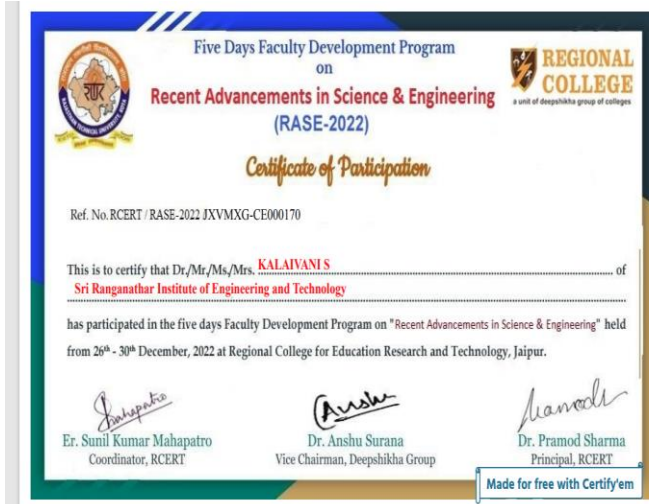 Five Days Faculty Development Program
on
Recent Advancements in Science & Engineering
(RASE-2022)
REGIONAL
COLLEGE
a unit of deepshikha group of colleges
Certificate of Participation
Ref. No. RCERT / RASE-2022 JXVMXG-CE000170
This is to certify that Dr./Mr./Ms./Mrs. KALAIVANI S of
Sri Ranganathar Institute of Engineering and Technology
has participated in the five days Faculty Development Program on "Recent Advancements in Science & Engineering" held
from 26th - 30th December, 2022 at Regional College for Education Research and Technology, Jaipur.
Er. Sunil Kumar Mahapatro
Coordinator, RCERT
Dr. Anshu Surana
Vice Chairman, Deepshikha Group
Dr. Pramod Sharma
Principal, RCERT
Made for free with Certify'em